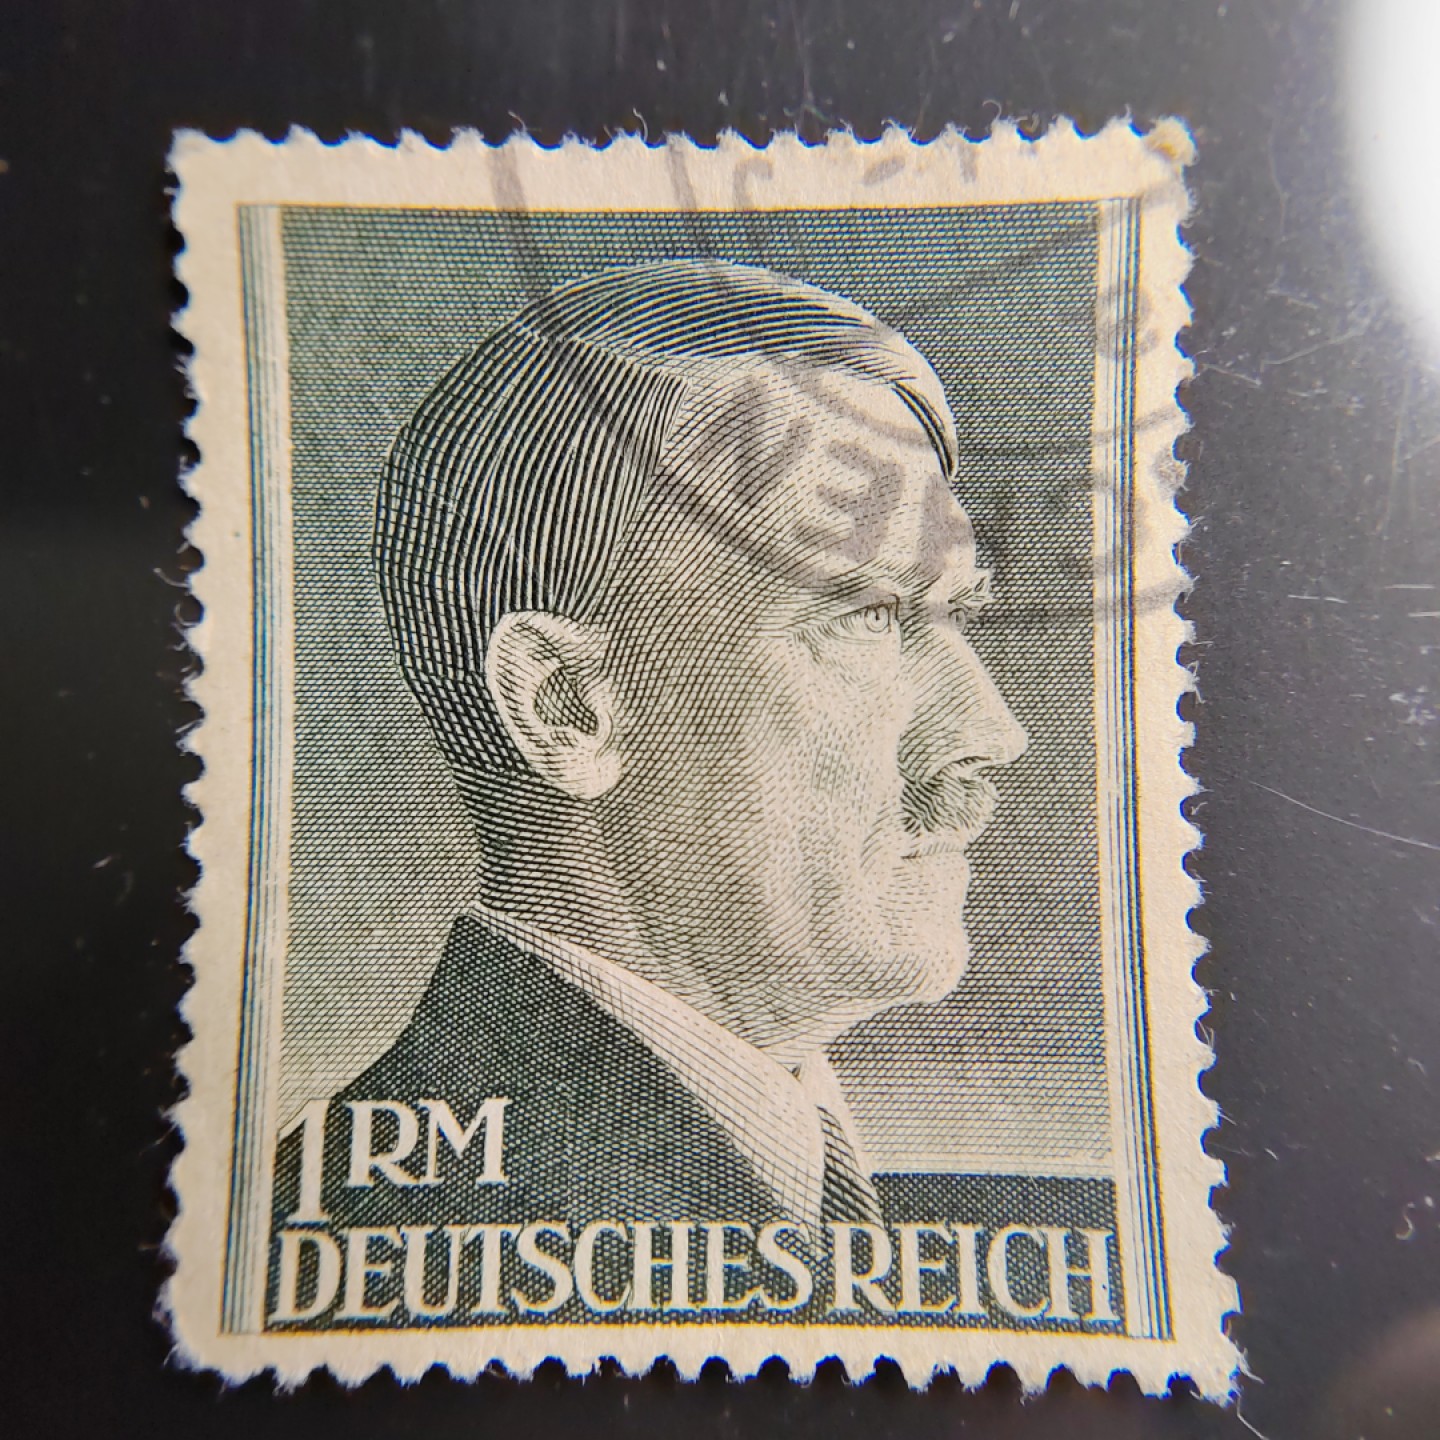 1 RM
DEUTSCHES REICH